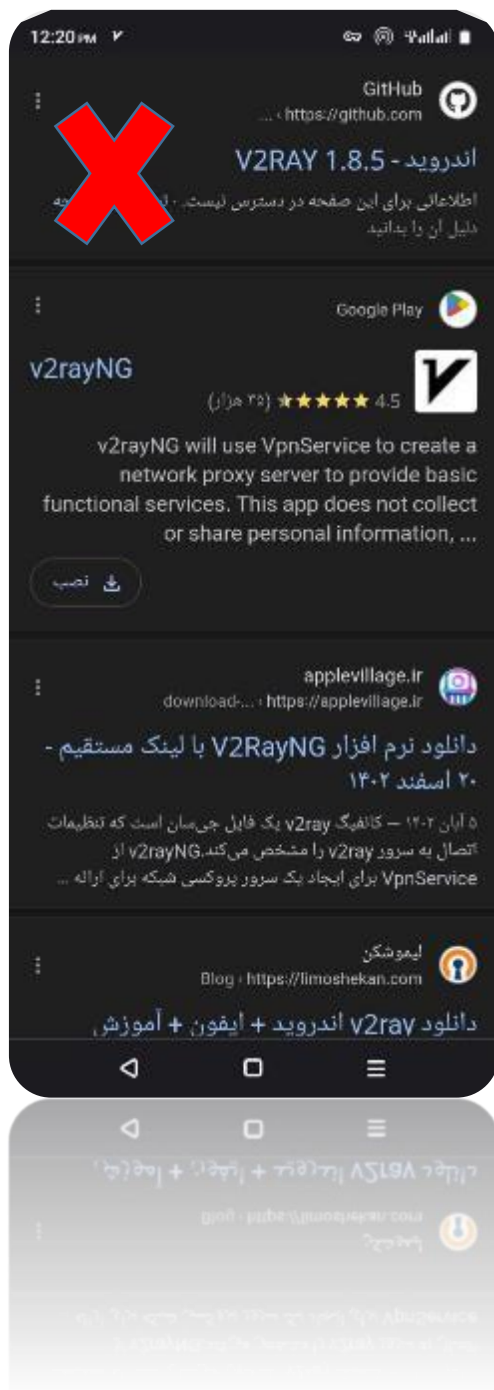 12:20 PM
GitHub
https://github.com › ...
اندروید - V2RAY 1.8.5
اطلاعاتی برای این صفحه در دسترس نیست.
دلیل آن را بدانید
Google Play
v2rayNG
4.5 ★★★★★ (۳۵ هزار)
v2rayNG will use VpnService to create a
network proxy server to provide basic
functional services. This app does not collect
or share personal information, ...
نصب
applevillage.ir
https://applevillage.ir › download-...
دانلود نرم افزار V2RayNG با لینک مستقیم -
۲۰ اسفند ۱۴۰۲
۵ آبان ۱۴۰۲ — کانفیگ v2ray یک فایل جی‌سان است که تنظیمات
اتصال به سرور v2ray را مشخص می‌کند.v2rayNG از
VpnService برای ایجاد یک سرور پروکسی شبکه برای ارائه ...
لیموشکن
https://limoshekan.com › Blog
دانلود v2ray اندروید + ایفون + آموزش